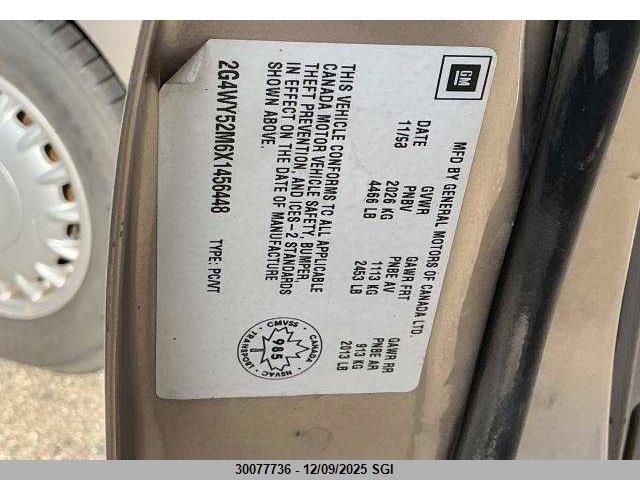 GM
MFD BY GENERAL MOTORS OF CANADA LTD.
DATE GVWR GAWR FRT GAWR RR
11/98 PNBV PNBE AV PNBE AR
2026 KG 1113 KG 913 KG
4466 LB 2453 LB 2013 LB
THIS VEHICLE CONFORMS TO ALL APPLICABLE
CANADA MOTOR VEHICLE SAFETY, BUMPER,
THEFT PREVENTION, AND ICES-2 STANDARDS
IN EFFECT ON THE DATE OF MANUFACTURE
SHOWN ABOVE.
CANADA
CMVSS
TRANSPORT
NSVAC
985
2G4WY52M6X1456448 TYPE: PC/VT
30077736 - 12/09/2025 SGI